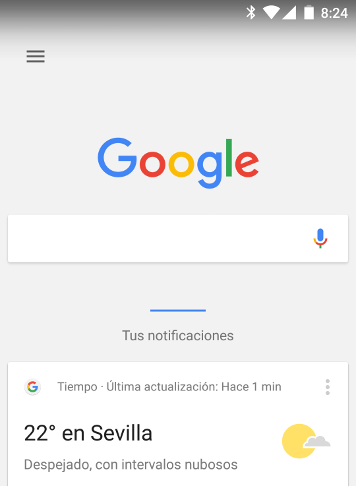 8:24
Google
Tus notificaciones
Tiempo · Última actualización: Hace 1 min
22° en Sevilla
Despejado, con intervalos nubosos